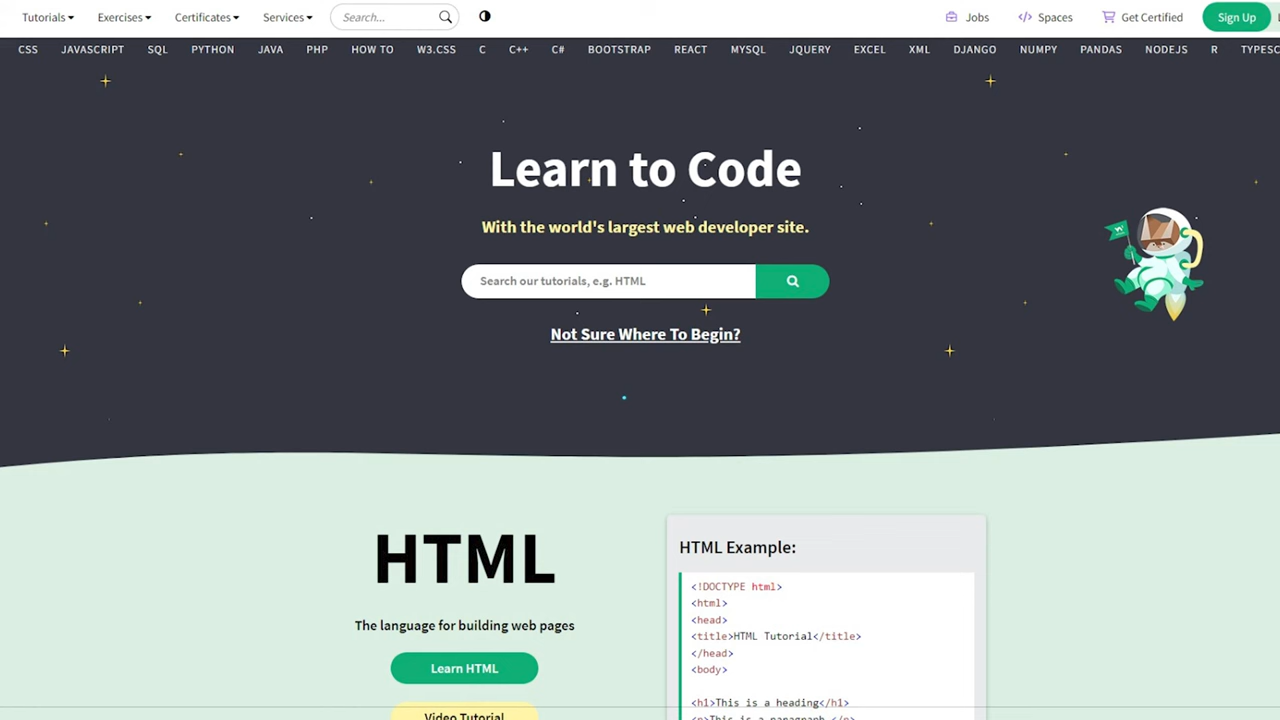 Tutorials Exercises Certificates Services Search... Jobs Spaces Get Certified Sign Up
CSS JAVASCRIPT SQL PYTHON JAVA PHP HOW TO W3.CSS C C++ C# BOOTSTRAP REACT MYSQL JQUERY EXCEL XML DJANGO NUMPY PANDAS NODEJS R TYPESC
Learn to Code
With the world's largest web developer site.
Search our tutorials, e.g. HTML
Not Sure Where To Begin?
HTML
The language for building web pages
Learn HTML
Video Tutorial
HTML Example:
<!DOCTYPE html>
<html>
<head>
<title>HTML Tutorial</title>
</head>
<body>
<h1>This is a heading</h1>
<p>This is a paragraph.</p>